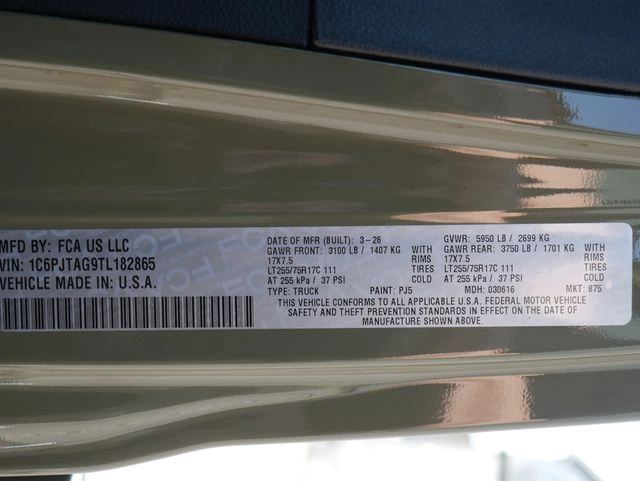 MFD BY: FCA US LLC
VIN: 1C6PJTAG9TL182865
VEHICLE MADE IN: U.S.A.
DATE OF MFR (BUILT): 3-26 GVWR: 5950 LB / 2699 KG
GAWR FRONT: 3100 LB / 1407 KG WITH GAWR REAR: 3750 LB / 1701 KG WITH
17X7.5 RIMS 17X7.5 RIMS
LT255/75R17C 111 TIRES LT255/75R17C 111 TIRES
AT 255 kPa / 37 PSI COLD AT 255 kPa / 37 PSI COLD
TYPE: TRUCK PAINT: PJ5 MDH: 030616 MKT: 875
THIS VEHICLE CONFORMS TO ALL APPLICABLE U.S.A. FEDERAL MOTOR VEHICLE
SAFETY AND THEFT PREVENTION STANDARDS IN EFFECT ON THE DATE OF
MANUFACTURE SHOWN ABOVE.